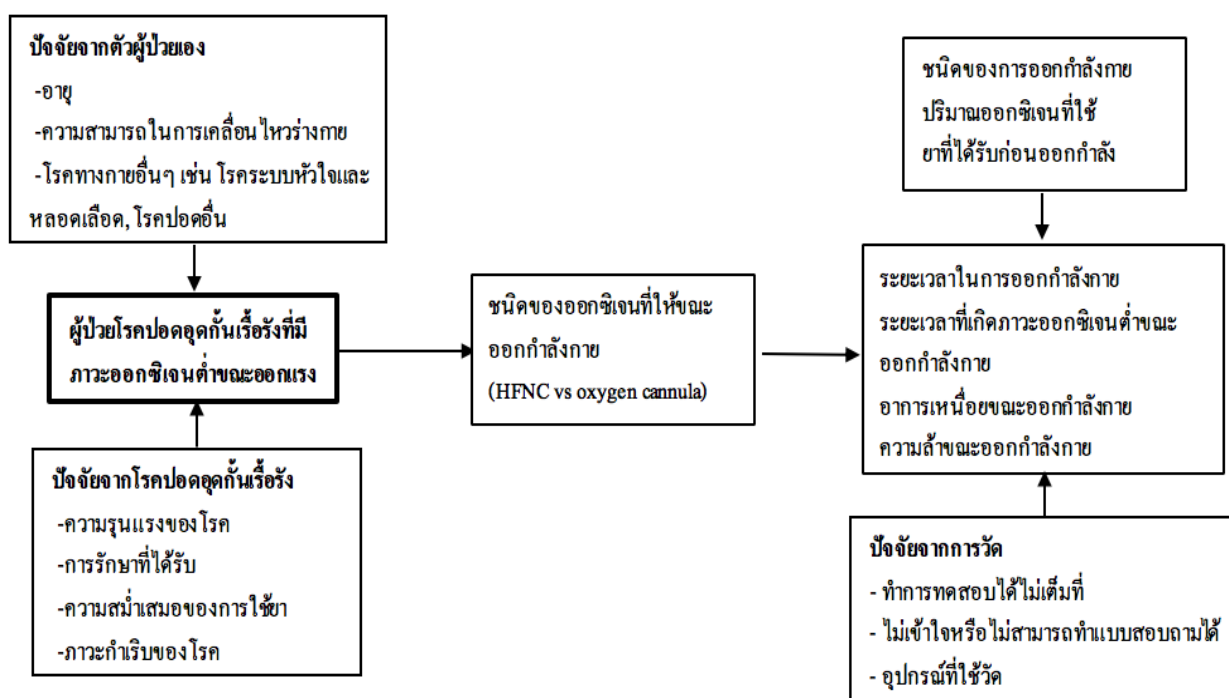 ปัจจัยจากตัวผู้ป่วยเอง
-อายุ
-ความสามารถในการเคลื่อนไหวร่างกาย
-โรคทางกายอื่นๆ เช่น โรคระบบหัวใจและ
หลอดเลือด, โรคปอดอื่น
ผู้ป่วยโรคปอดอุดกั้นเรื้อรังที่มี
ภาวะออกซิเจนต่ำขณะออกแรง
ปัจจัยจากโรคปอดอุดกั้นเรื้อรัง
-ความรุนแรงของโรค
-การรักษาที่ได้รับ
-ความสม่ำเสมอของการใช้ยา
-ภาวะกำเริบของโรค
ชนิดของออกซิเจนที่ให้ขณะ
ออกกำลังกาย
(HFNC vs oxygen cannula)
ชนิดของการออกกำลังกาย
ปริมาณออกซิเจนที่ใช้
ยาที่ได้รับก่อนออกกำลัง
ระยะเวลาในการออกกำลังกาย
ระยะเวลาที่เกิดภาวะออกซิเจนต่ำขณะ
ออกกำลังกาย
อาการเหนื่อยขณะออกกำลังกาย
ความล้าขณะออกกำลังกาย
ปัจจัยจากการวัด
- ทำการทดสอบได้ไม่เต็มที่
- ไม่เข้าใจหรือไม่สามารถทำแบบสอบถามได้
- อุปกรณ์ที่ใช้วัด